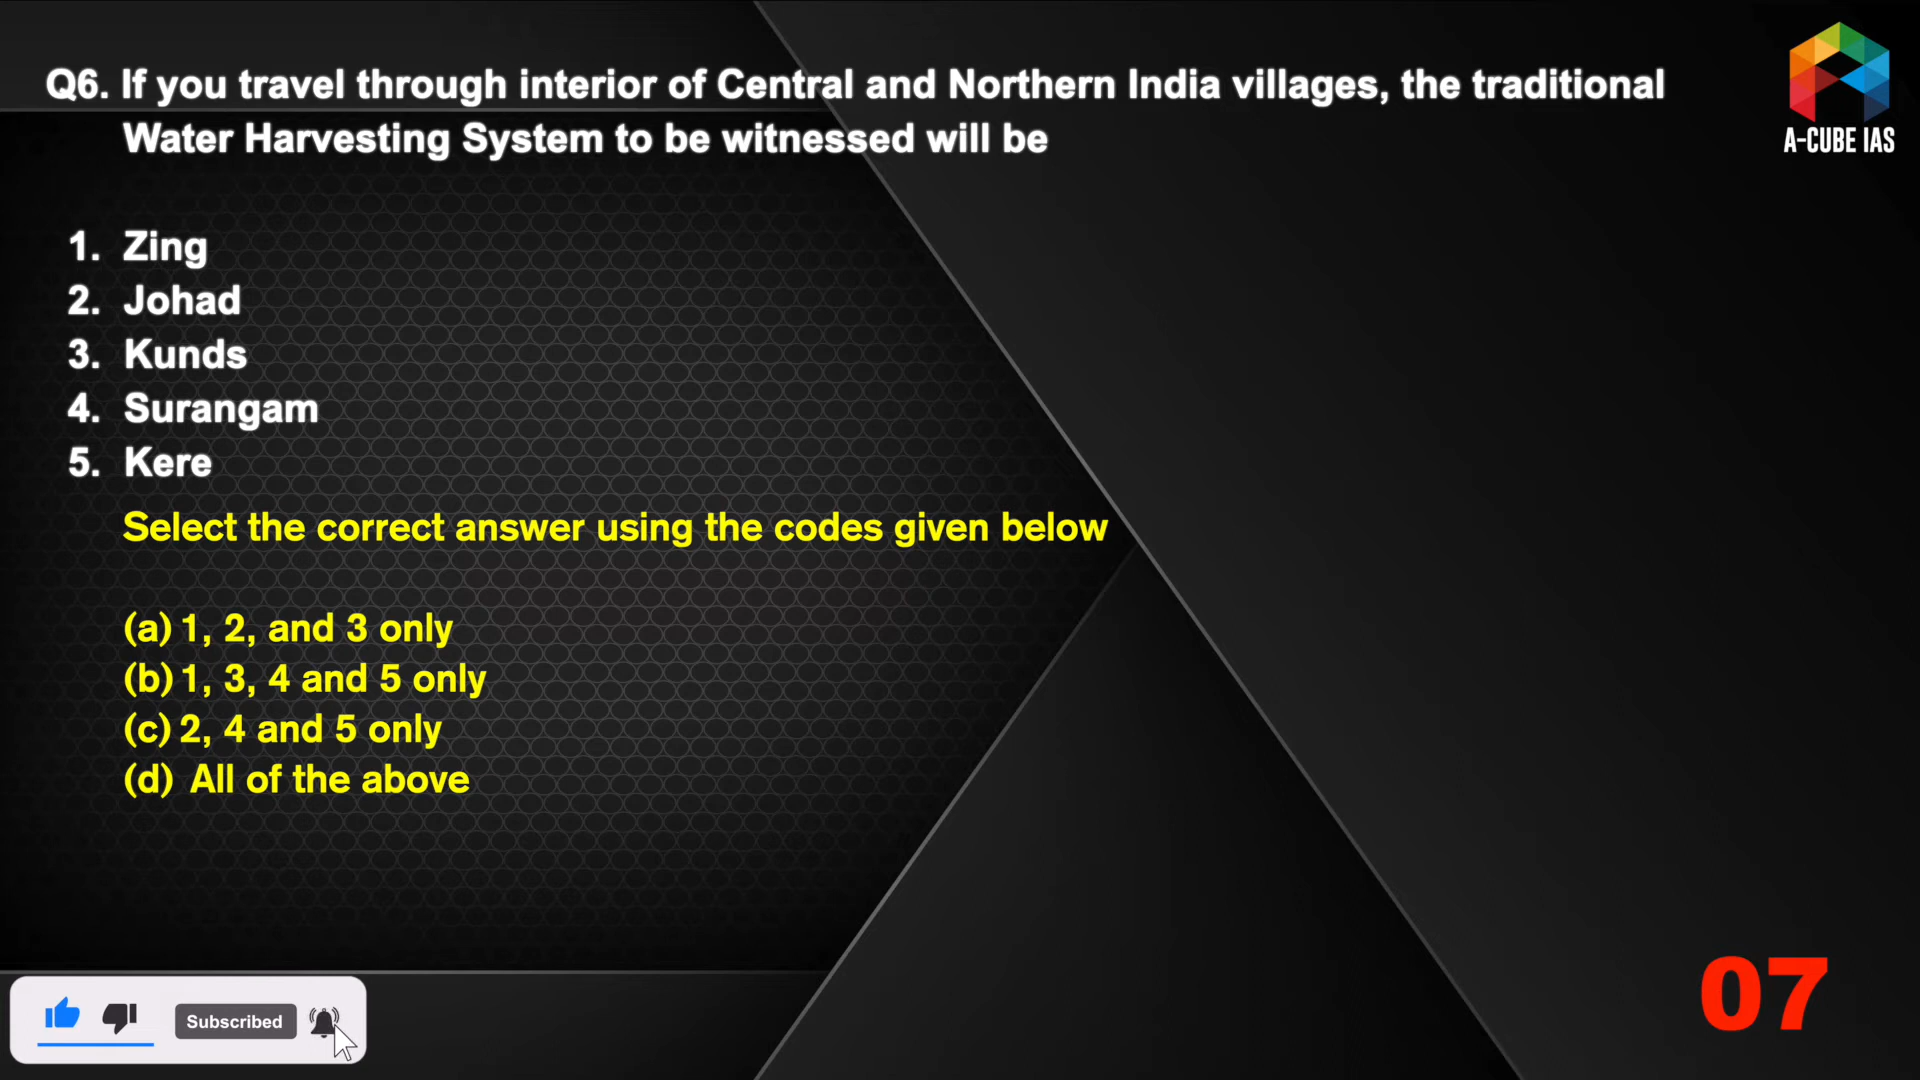 Q6. If you travel through interior of Central and Northern India villages, the traditional
Water Harvesting System to be witnessed will be
A-CUBE IAS
1. Zing
2. Johad
3. Kunds
4. Surangam
5. Kere
Select the correct answer using the codes given below
(a) 1, 2, and 3 only
(b) 1, 3, 4 and 5 only
(c) 2, 4 and 5 only
(d) All of the above
Subscribed
07